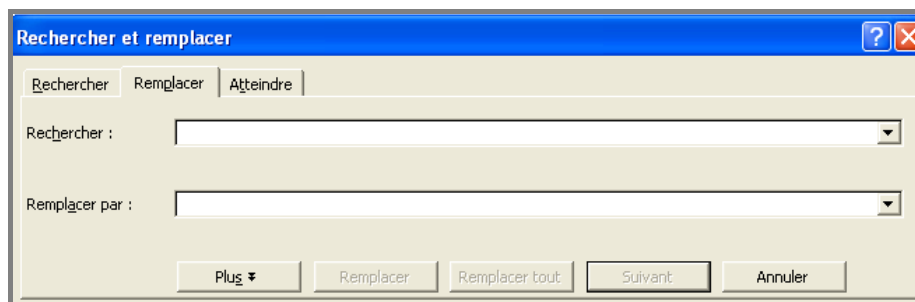 Rechercher et remplacer
Rechercher Remplacer Atteindre
Rechercher :
Remplacer par :
Plus Remplacer Remplacer tout Suivant Annuler